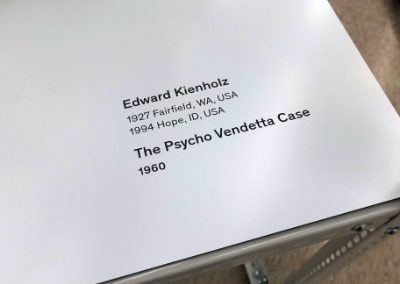 Edward Kienholz
1927 Fairfield, WA, USA
1994 Hope, ID, USA
The Psycho Vendetta Case
1960